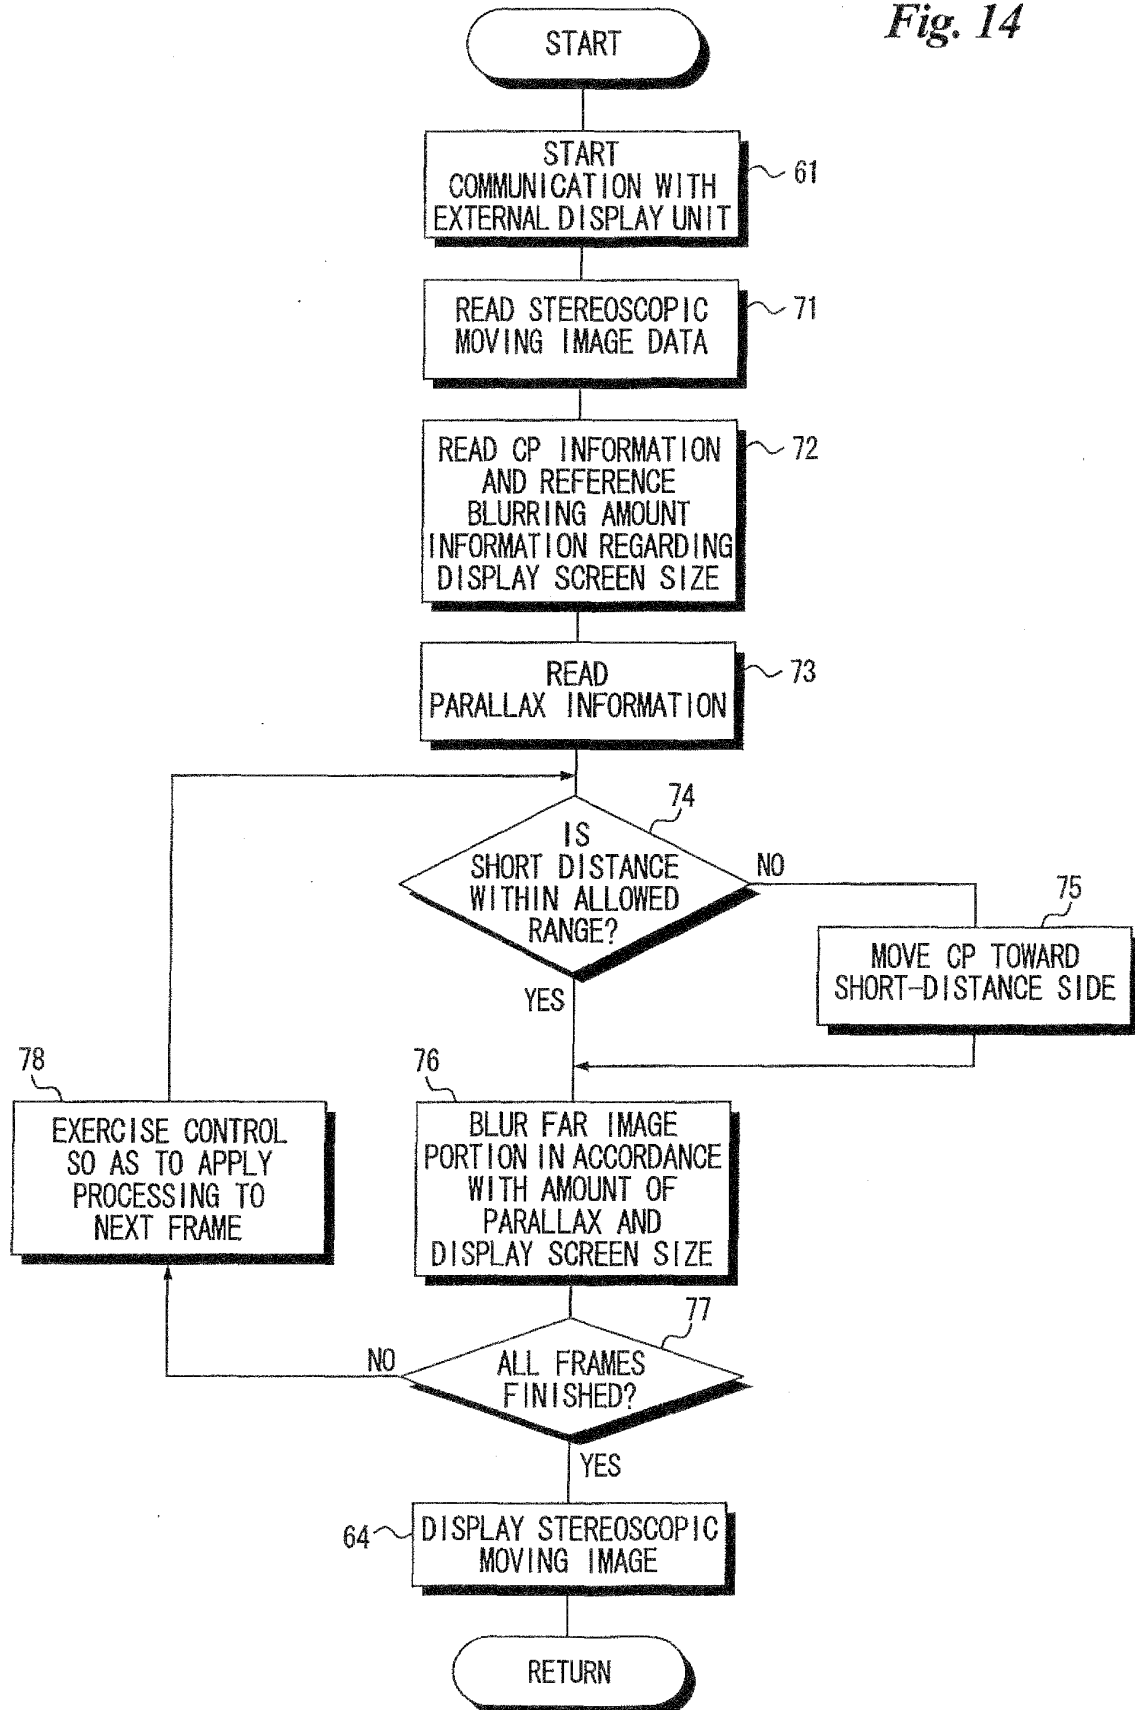 Fig. 14
START
START
COMMUNICATION WITH
EXTERNAL DISPLAY UNIT
61
READ STEREOSCOPIC
MOVING IMAGE DATA
71
READ CP INFORMATION
AND REFERENCE
BLURRING AMOUNT
INFORMATION REGARDING
DISPLAY SCREEN SIZE
72
READ
PARALLAX INFORMATION
73
74
IS
SHORT DISTANCE
WITHIN ALLOWED
RANGE?
NO
YES
75
MOVE CP TOWARD
SHORT-DISTANCE SIDE
76
BLUR FAR IMAGE
PORTION IN ACCORDANCE
WITH AMOUNT OF
PARALLAX AND
DISPLAY SCREEN SIZE
78
EXERCISE CONTROL
SO AS TO APPLY
PROCESSING TO
NEXT FRAME
77
ALL FRAMES
FINISHED?
NO
YES
64
DISPLAY STEREOSCOPIC
MOVING IMAGE
RETURN